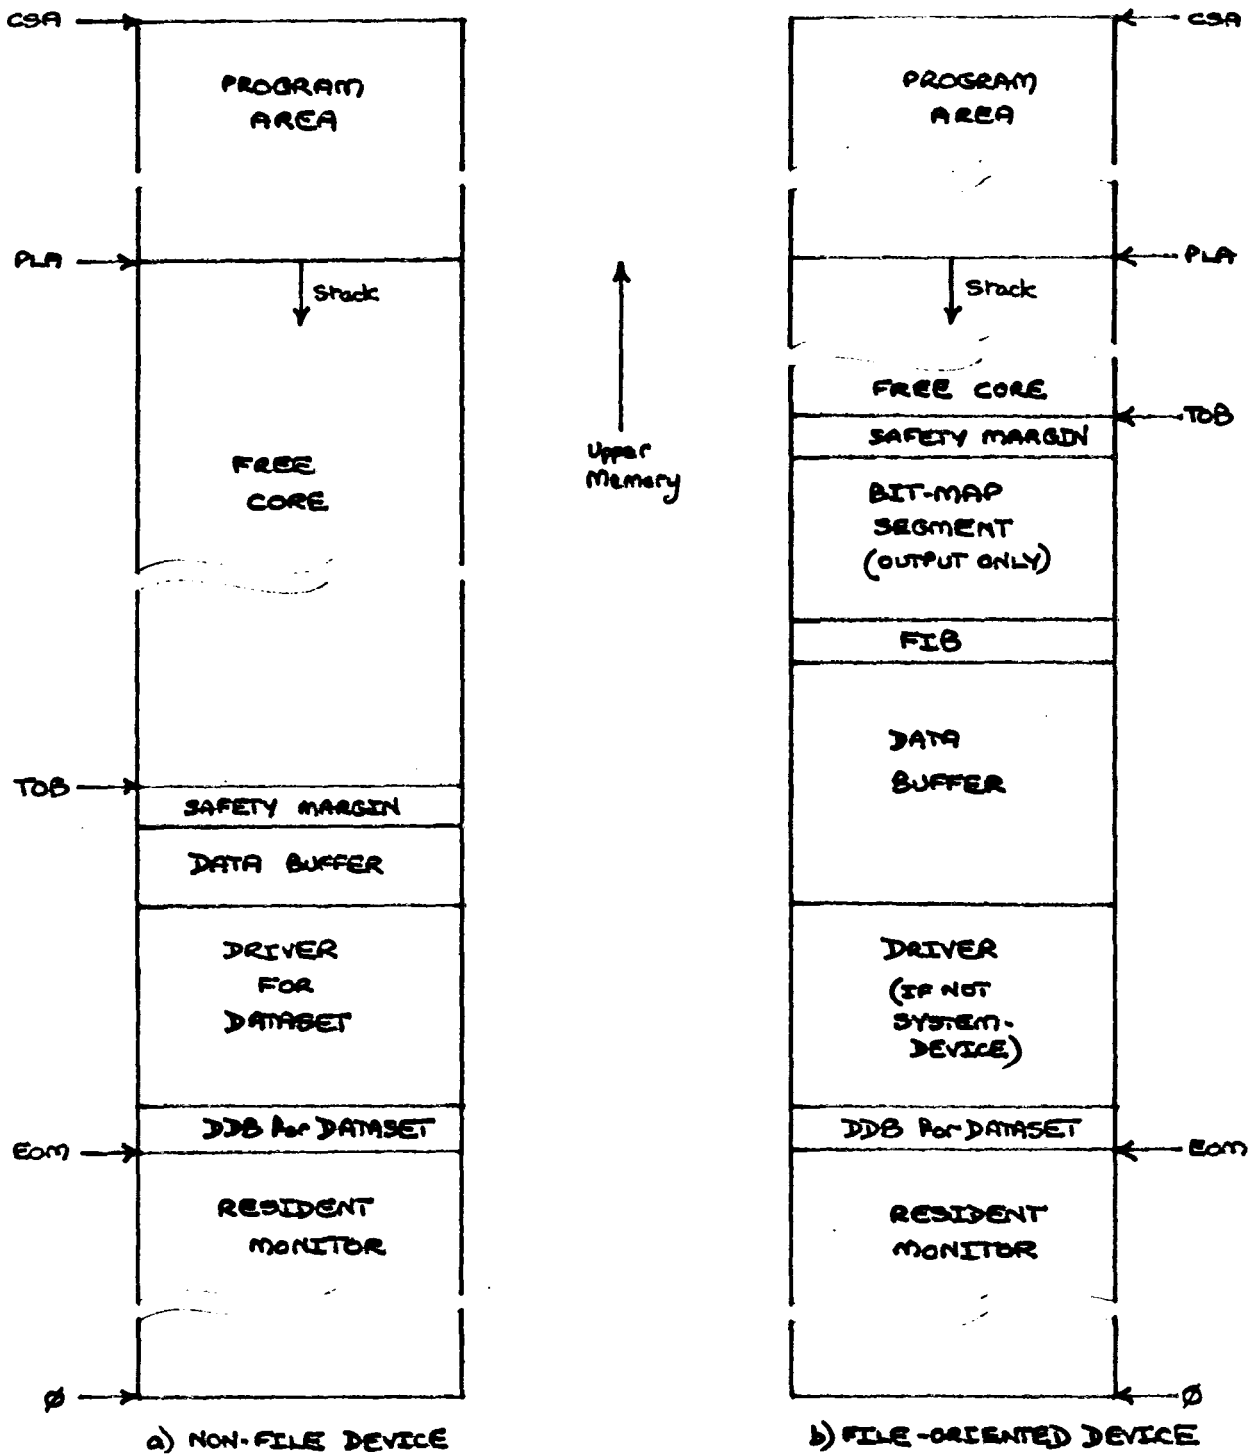 CSA
PROGRAM
AREA
PLA
Stack
FREE
CORE
TOB
SAFETY MARGIN
DATA BUFFER
DRIVER
FOR
DATASET
DDB for DATASET
EOM
RESIDENT
MONITOR
Ø
a) NON-FILE DEVICE
Upper
Memory
CSA
PROGRAM
AREA
PLA
Stack
FREE CORE
TOB
SAFETY MARGIN
BIT-MAP
SEGMENT
(OUTPUT ONLY)
FIB
DATA
BUFFER
DRIVER
(IF NOT
SYSTEM-
DEVICE)
DDB for DATASET
EOM
RESIDENT
MONITOR
Ø
b) FILE-ORIENTED DEVICE